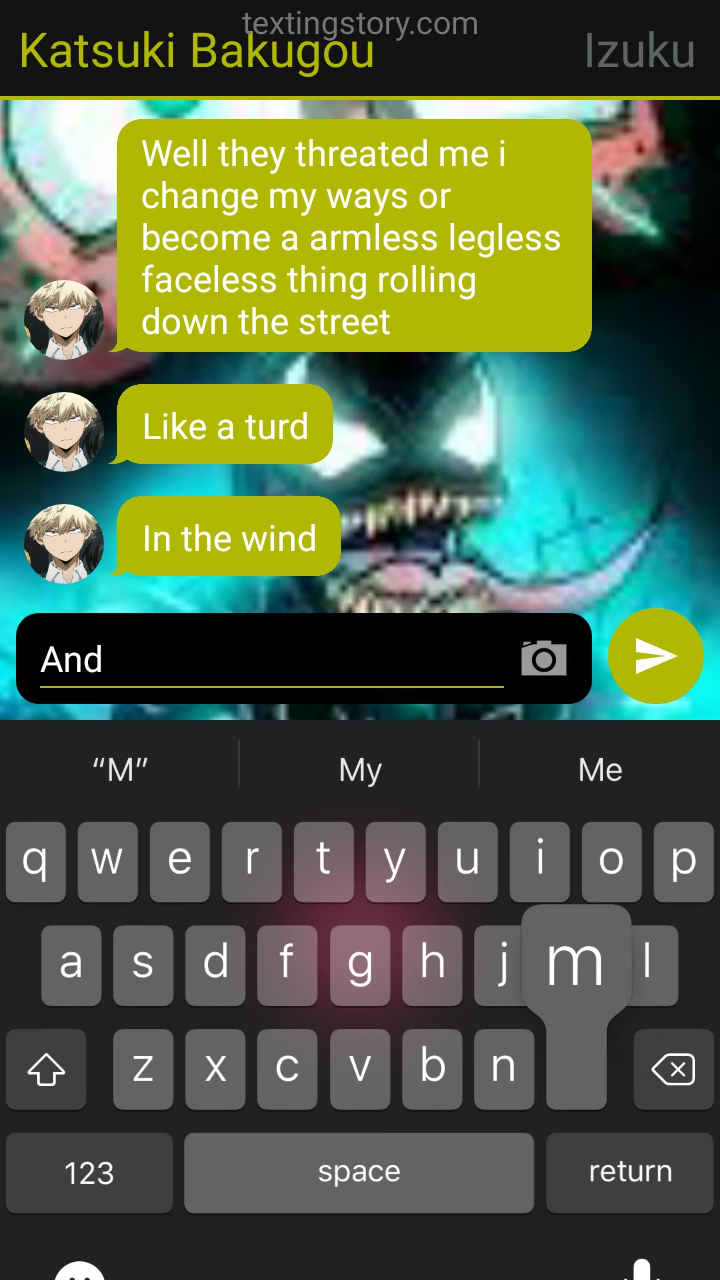 textingstory.com
Katsuki Bakugou Izuku
Well they threated me i
change my ways or
become a armless legless
faceless thing rolling
down the street
Like a turd
In the wind
And
“M” My Me
q w e r t y u i o p
a s d f g h j m l
z x c v b n
123 space return